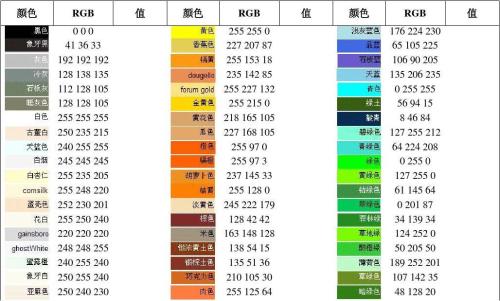 颜色 RGB 值 颜色 RGB 值 颜色 RGB 值
黑色 0 0 0 黄色 255 255 0 浅灰蓝色 176 224 230
象牙黑 41 36 33 香蕉色 227 207 87 品蓝 65 105 225
灰色 192 192 192 镉黄 255 153 18 石板蓝 106 90 205
冷灰 128 138 135 dougello 235 142 85 天蓝 135 206 235
石板灰 112 128 105 forum gold 255 227 132 青色 0 255 255
暖灰色 128 128 105 金黄色 255 215 0 绿土 56 94 15
白色 255 255 255 黄花色 218 165 105 靛青 8 46 84
古董白 250 235 215 瓜色 227 168 105 碧绿色 127 255 212
天蓝色 240 255 255 橙色 255 97 0 青绿色 64 224 208
白烟 245 245 245 镉橙 255 97 3 绿色 0 255 0
白杏仁 255 235 205 胡萝卜色 237 145 33 黄绿色 127 255 0
cornsilk 255 248 220 桔黄 255 128 0 钴绿色 61 145 64
蛋壳色 252 230 201 淡黄色 245 222 179 翠绿色 0 201 87
花白 255 250 240 棕色 128 42 42 森林绿 34 139 34
gainsboro 220 220 220 米色 163 148 128 草地绿 124 252 0
ghostWhite 248 248 255 锻浓黄土色 138 54 15 酸橙绿 50 205 50
蜜露橙 240 255 240 锻棕土色 135 51 36 薄荷色 189 252 201
象牙白 250 255 240 巧克力色 210 105 30 草绿色 107 142 35
亚麻色 250 240 230 肉色 255 125 64 暗绿色 48 128 20